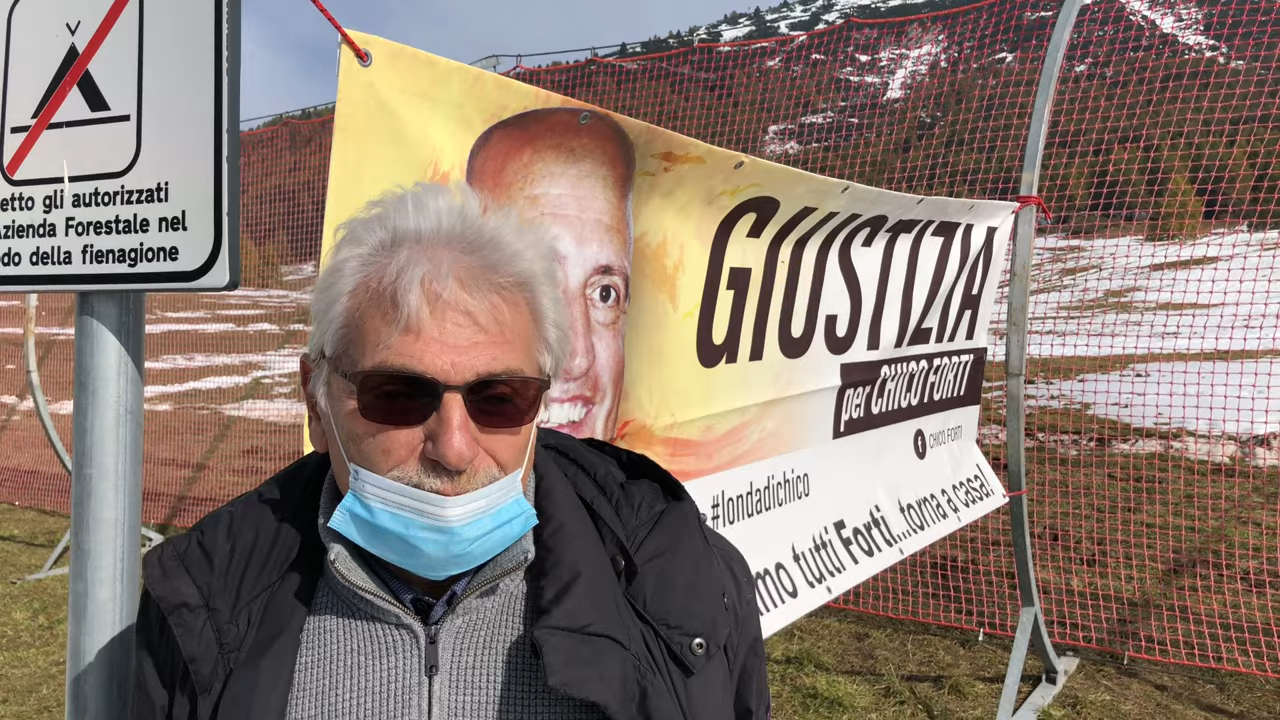 etto gli autorizzati
Azienda Forestale nel
do della fienagione
GIUSTIZIA
per CHICO FORTI
f CHICO FORTI
#londadichico
mo tutti Forti...torna a casa!